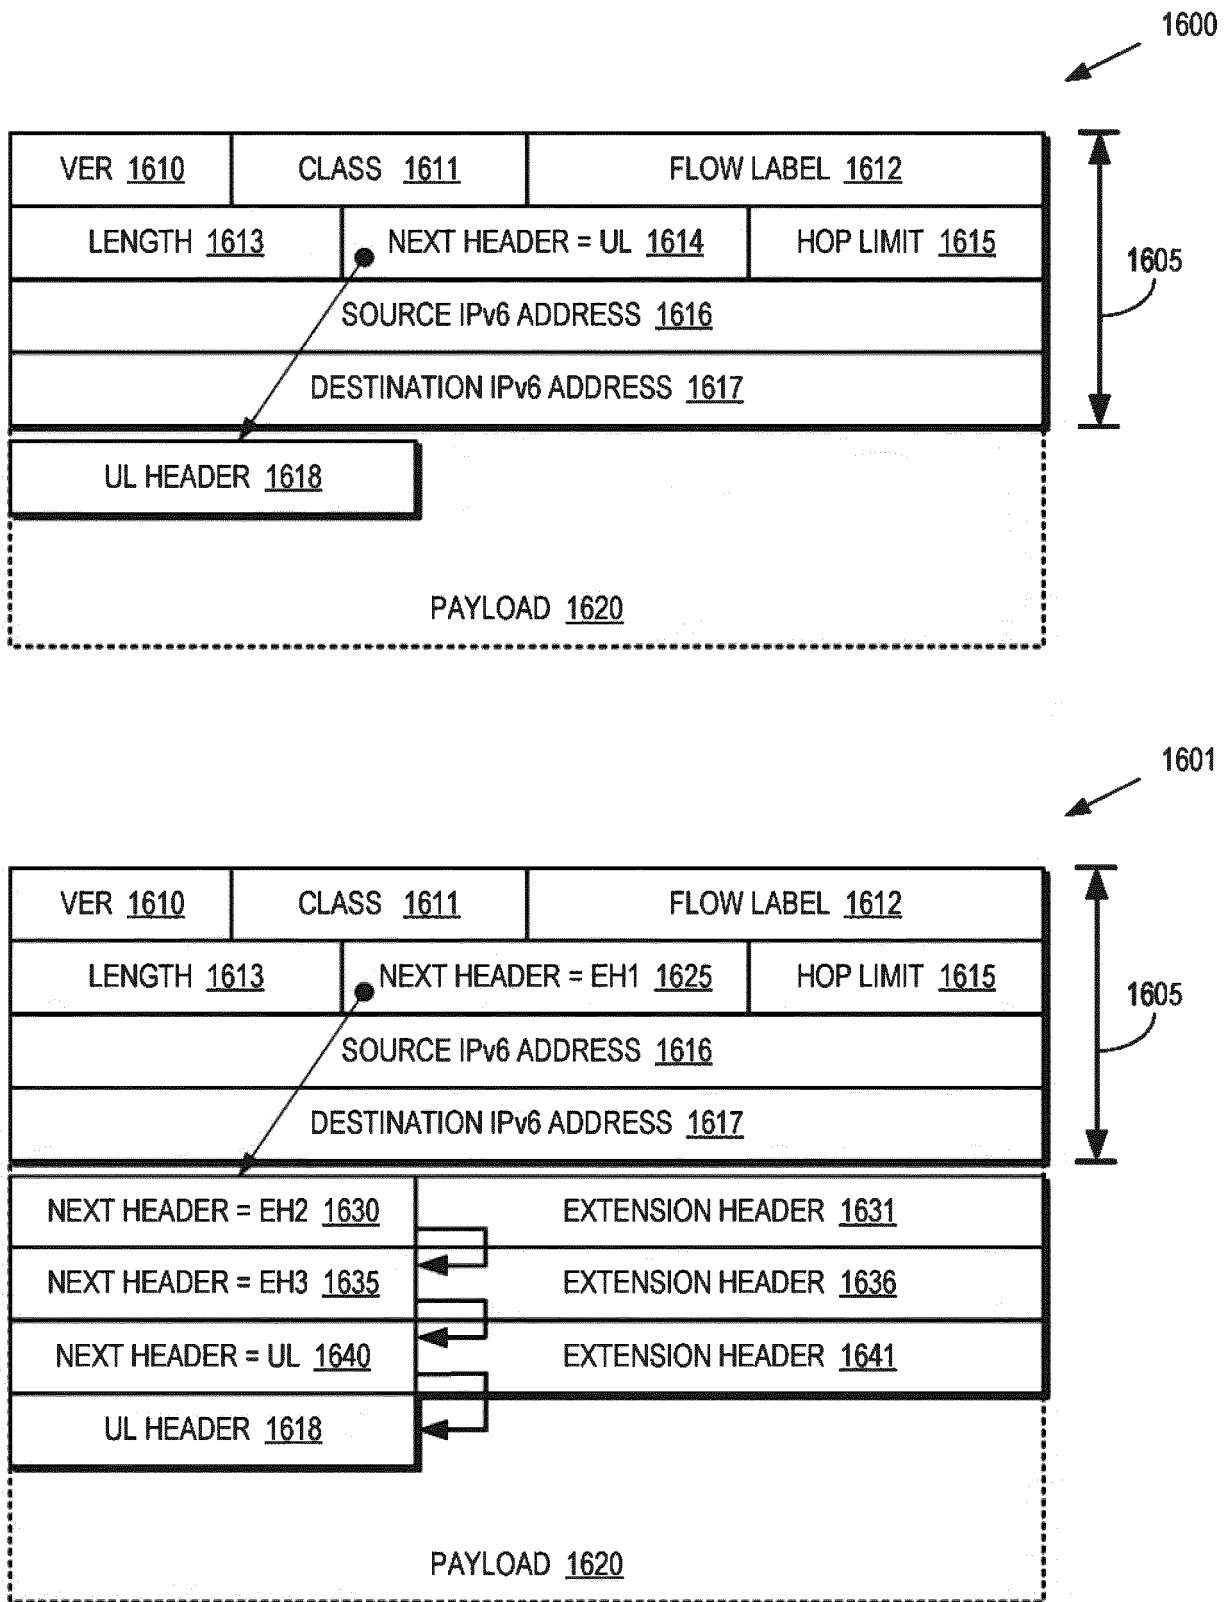 1600
VER 1610 CLASS 1611 FLOW LABEL 1612
LENGTH 1613 NEXT HEADER = UL 1614 HOP LIMIT 1615
1605
SOURCE IPv6 ADDRESS 1616
DESTINATION IPv6 ADDRESS 1617
UL HEADER 1618
PAYLOAD 1620
1601
VER 1610 CLASS 1611 FLOW LABEL 1612
LENGTH 1613 NEXT HEADER = EH1 1625 HOP LIMIT 1615
1605
SOURCE IPv6 ADDRESS 1616
DESTINATION IPv6 ADDRESS 1617
NEXT HEADER = EH2 1630 EXTENSION HEADER 1631
NEXT HEADER = EH3 1635 EXTENSION HEADER 1636
NEXT HEADER = UL 1640 EXTENSION HEADER 1641
UL HEADER 1618
PAYLOAD 1620